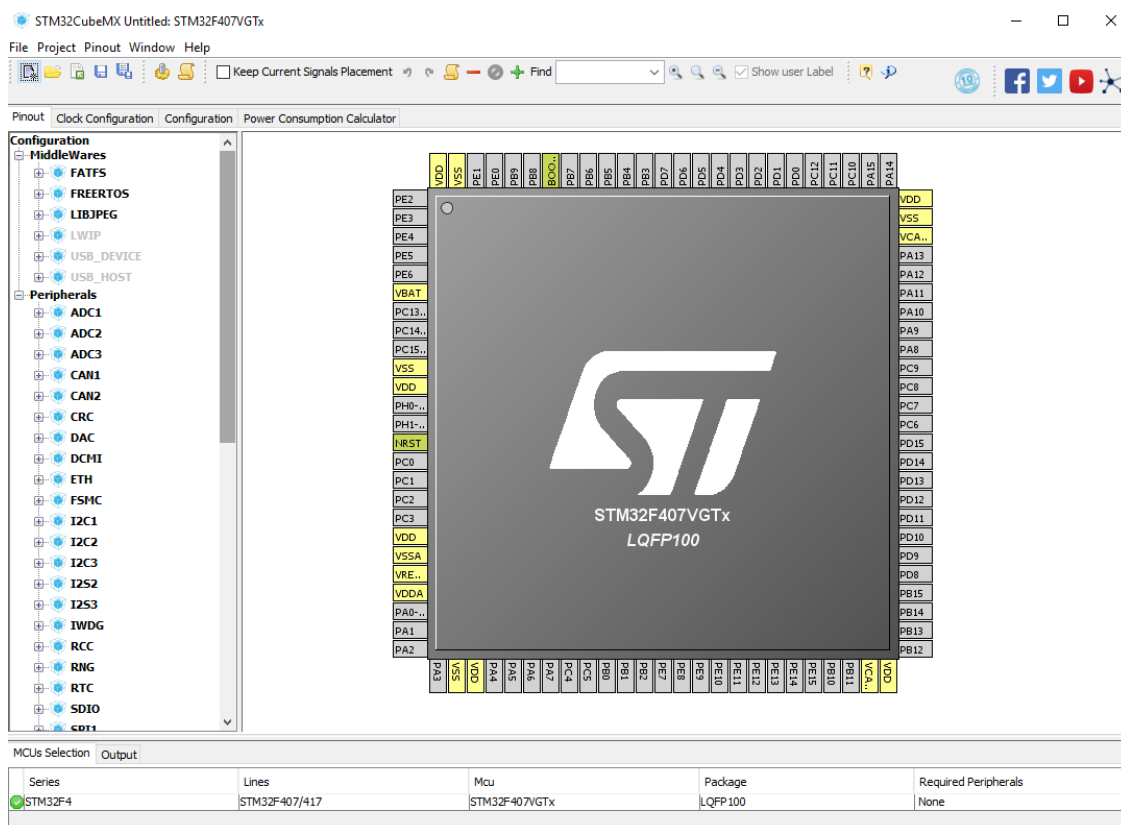 STM32CubeMX Untitled: STM32F407VGTx
File Project Pinout Window Help
Keep Current Signals Placement Find Show user Label
19
Pinout Clock Configuration Configuration Power Consumption Calculator
Configuration
MiddleWares
FATFS
FREERTOS
LIBJPEG
LWIP
USB_DEVICE
USB_HOST
Peripherals
ADC1
ADC2
ADC3
CAN1
CAN2
CRC
DAC
DCMI
ETH
FSMC
I2C1
I2C2
I2C3
I2S2
I2S3
IWDG
RCC
RNG
RTC
SDIO
SPI1
VDD VSS PE1 PE0 PB9 PB8 BOO.. PB7 PB6 PB5 PB4 PB3 PD7 PD6 PD5 PD4 PD3 PD2 PD1 PD0 PC12 PC11 PC10 PA15 PA14
PE2
PE3
PE4
PE5
PE6
VBAT
PC13..
PC14..
PC15..
VSS
VDD
PH0-..
PH1-..
NRST
PC0
PC1
PC2
PC3
VDD
VSSA
VRE..
VDDA
PA0-..
PA1
PA2
ST
STM32F407VGTx
LQFP100
VDD
VSS
VCA..
PA13
PA12
PA11
PA10
PA9
PA8
PC9
PC8
PC7
PC6
PD15
PD14
PD13
PD12
PD11
PD10
PD9
PD8
PB15
PB14
PB13
PB12
PA3 VSS VDD PA4 PA5 PA6 PA7 PC4 PC5 PB0 PB1 PB2 PE7 PE8 PE9 PE10 PE11 PE12 PE13 PE14 PE15 PB10 PB11 VCA.. VDD
MCUs Selection Output
Series Lines Mcu Package Required Peripherals
STM32F4 STM32F407/417 STM32F407VGTx LQFP100 None